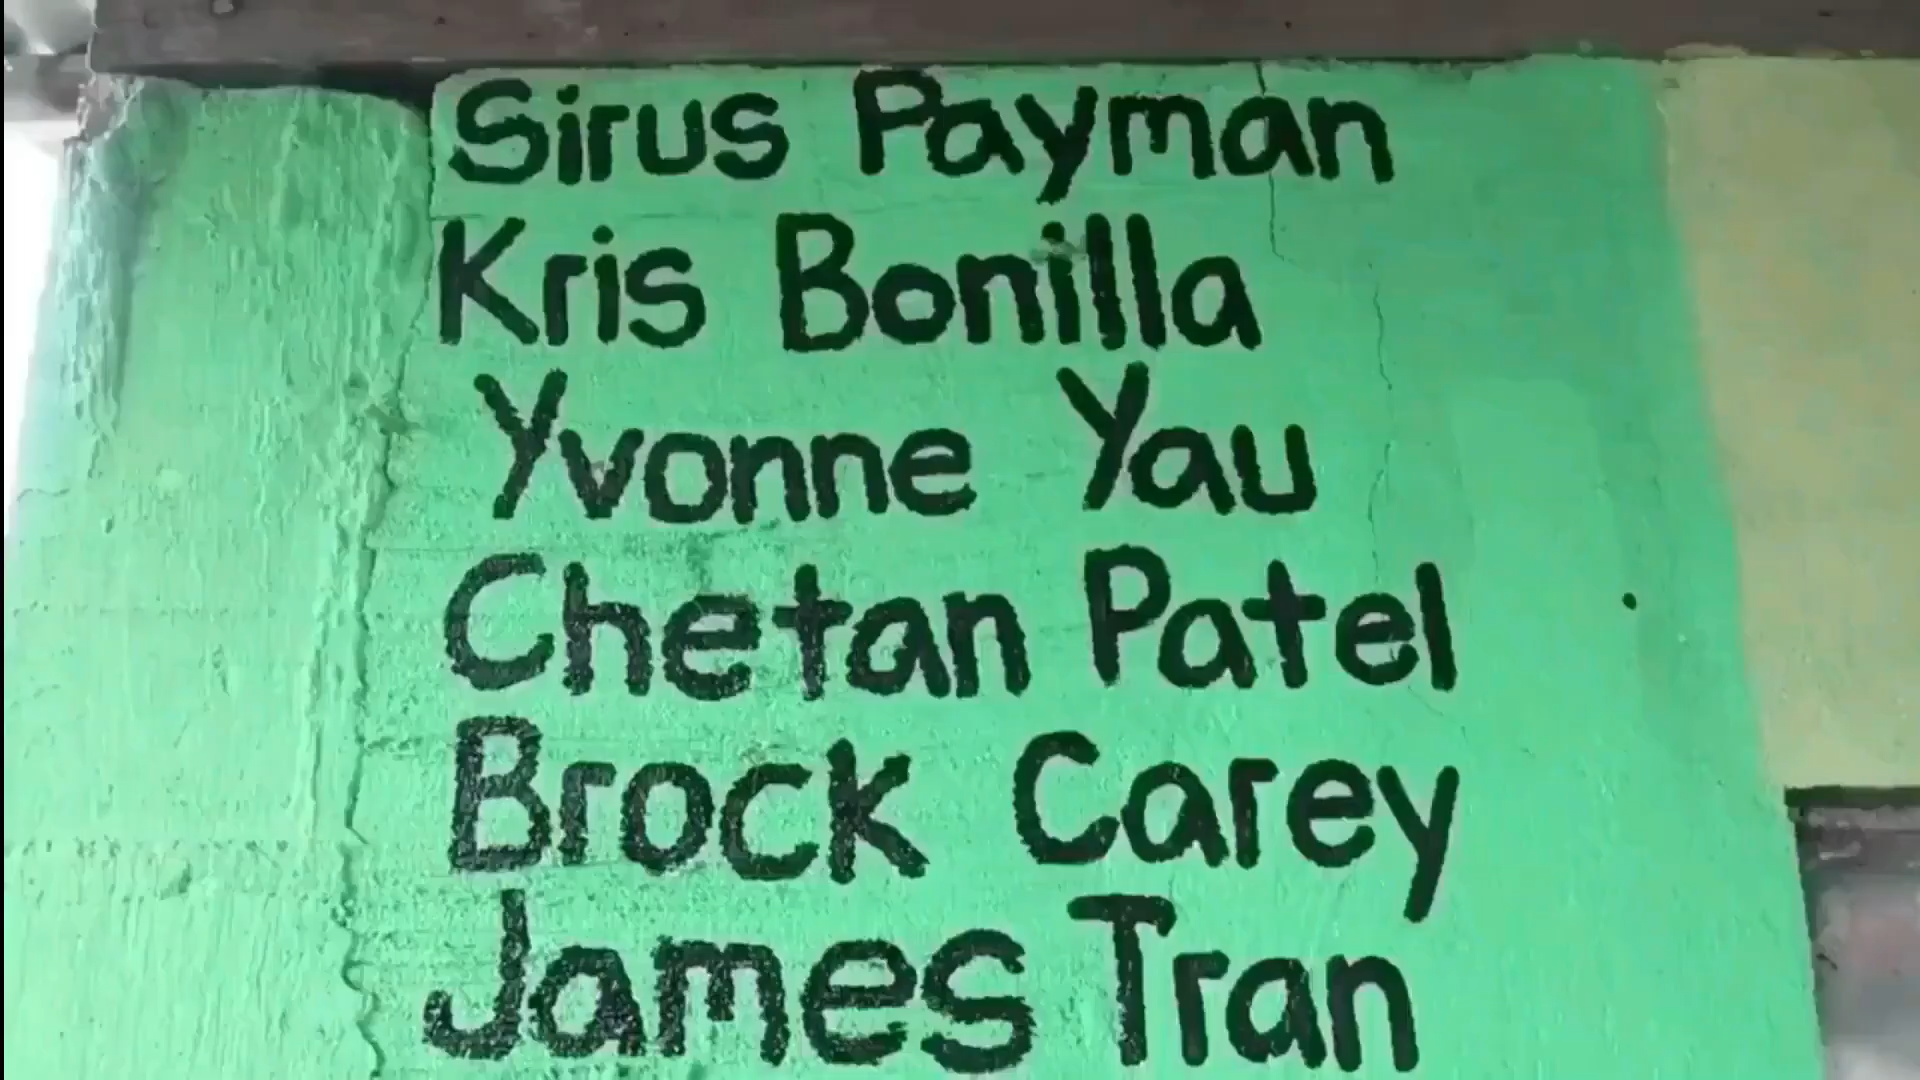 Sirus Payman
Kris Bonilla
Yvonne Yau
Chetan Patel
Brock Carey
James Tran